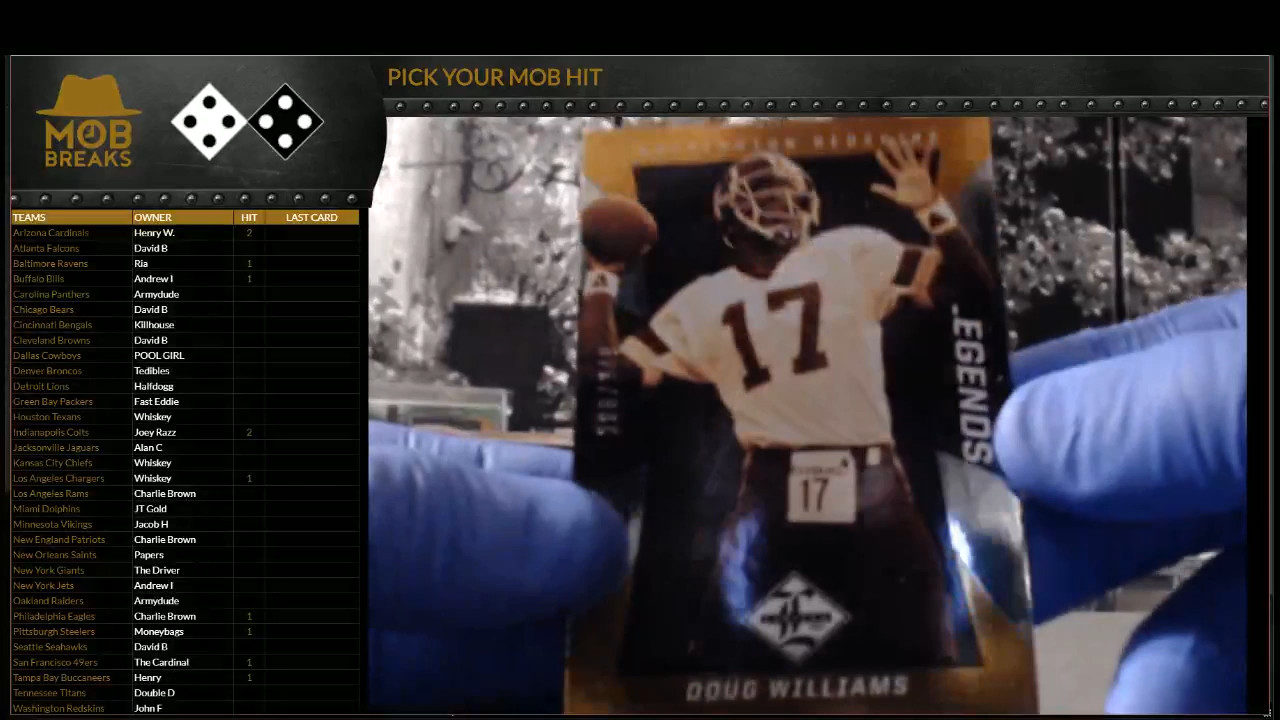 PICK YOUR MOB HIT
MOB
BREAKS
TEAMS OWNER HIT LAST CARD
Arizona Cardinals Henry W. 2
Atlanta Falcons David B
Baltimore Ravens Ria 1
Buffalo Bills Andrew I 1
Carolina Panthers Armydude
Chicago Bears David B
Cincinnati Bengals Killhouse
Cleveland Browns David B
Dallas Cowboys POOL GIRL
Denver Broncos Tedibles
Detroit Lions Halfdogg
Green Bay Packers Fast Eddie
Houston Texans Whiskey
Indianapolis Colts Joey Razz 2
Jacksonville Jaguars Alan C
Kansas City Chiefs Whiskey
Los Angeles Chargers Whiskey 1
Los Angeles Rams Charlie Brown
Miami Dolphins JT Gold
Minnesota Vikings Jacob H
New England Patriots Charlie Brown
New Orleans Saints Papers
New York Giants The Driver
New York Jets Andrew I
Oakland Raiders Armydude
Philadelphia Eagles Charlie Brown 1
Pittsburgh Steelers Moneybags 1
Seattle Seahawks David B
San Francisco 49ers The Cardinal 1
Tampa Bay Buccaneers Henry 1
Tennessee Titans Double D
Washington Redskins John F
WASHINGTON REDSKINS
17
LEGENDS
17
DOUG WILLIAMS